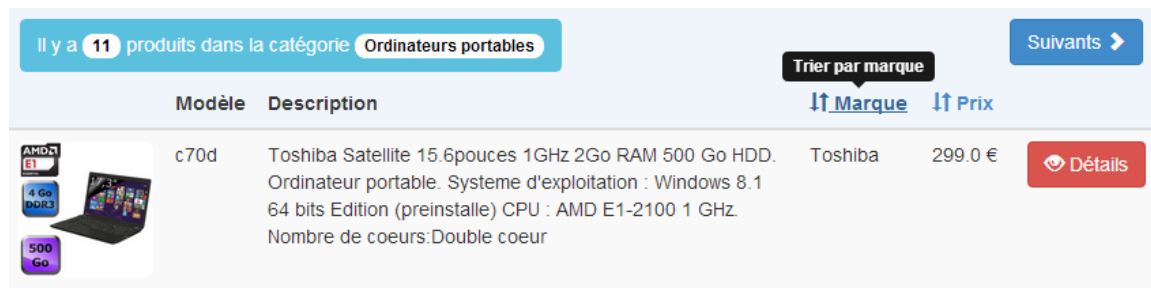 Il y a 11 produits dans la catégorie Ordinateurs portables
Suivants
Trier par marque
Modèle Description Marque Prix
AMD
E1
17,3"
4 Go
DDR3
500
Go
c70d
Toshiba Satellite 15.6pouces 1GHz 2Go RAM 500 Go HDD.
Ordinateur portable. Systeme d'exploitation : Windows 8.1
64 bits Edition (preinstalle) CPU : AMD E1-2100 1 GHz.
Nombre de coeurs:Double coeur
Toshiba
299.0 €
Détails